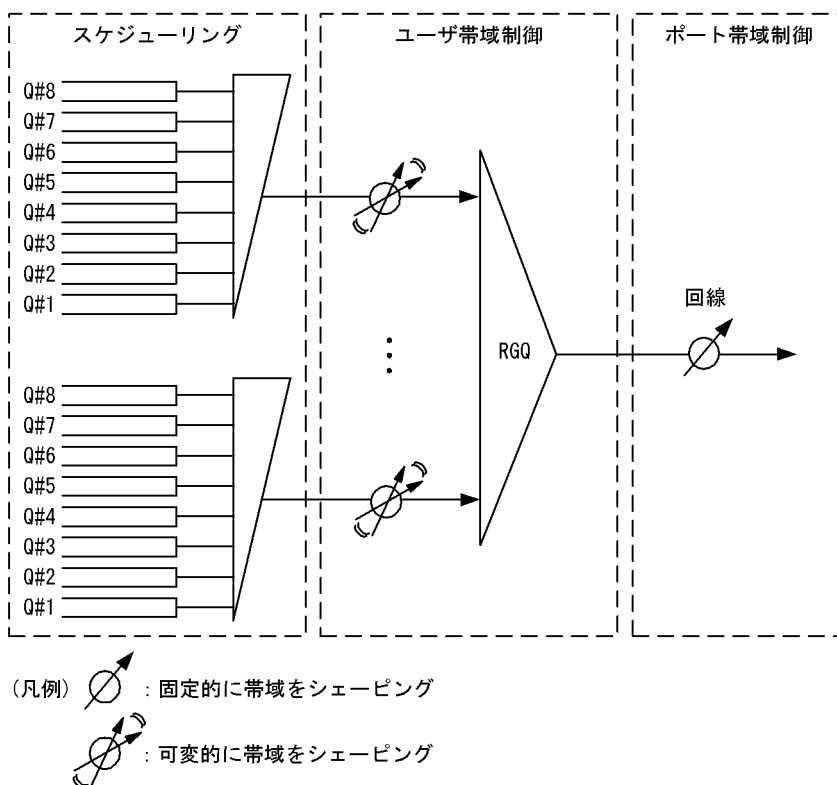 スケジューリング
ユーザ帯域制御
ポート帯域制御
Q#8
Q#7
Q#6
Q#5
Q#4
Q#3
Q#2
Q#1
回線
RGQ
Q#8
Q#7
Q#6
Q#5
Q#4
Q#3
Q#2
Q#1
(凡例) :固定的に帯域をシェーピング
:可変的に帯域をシェーピング